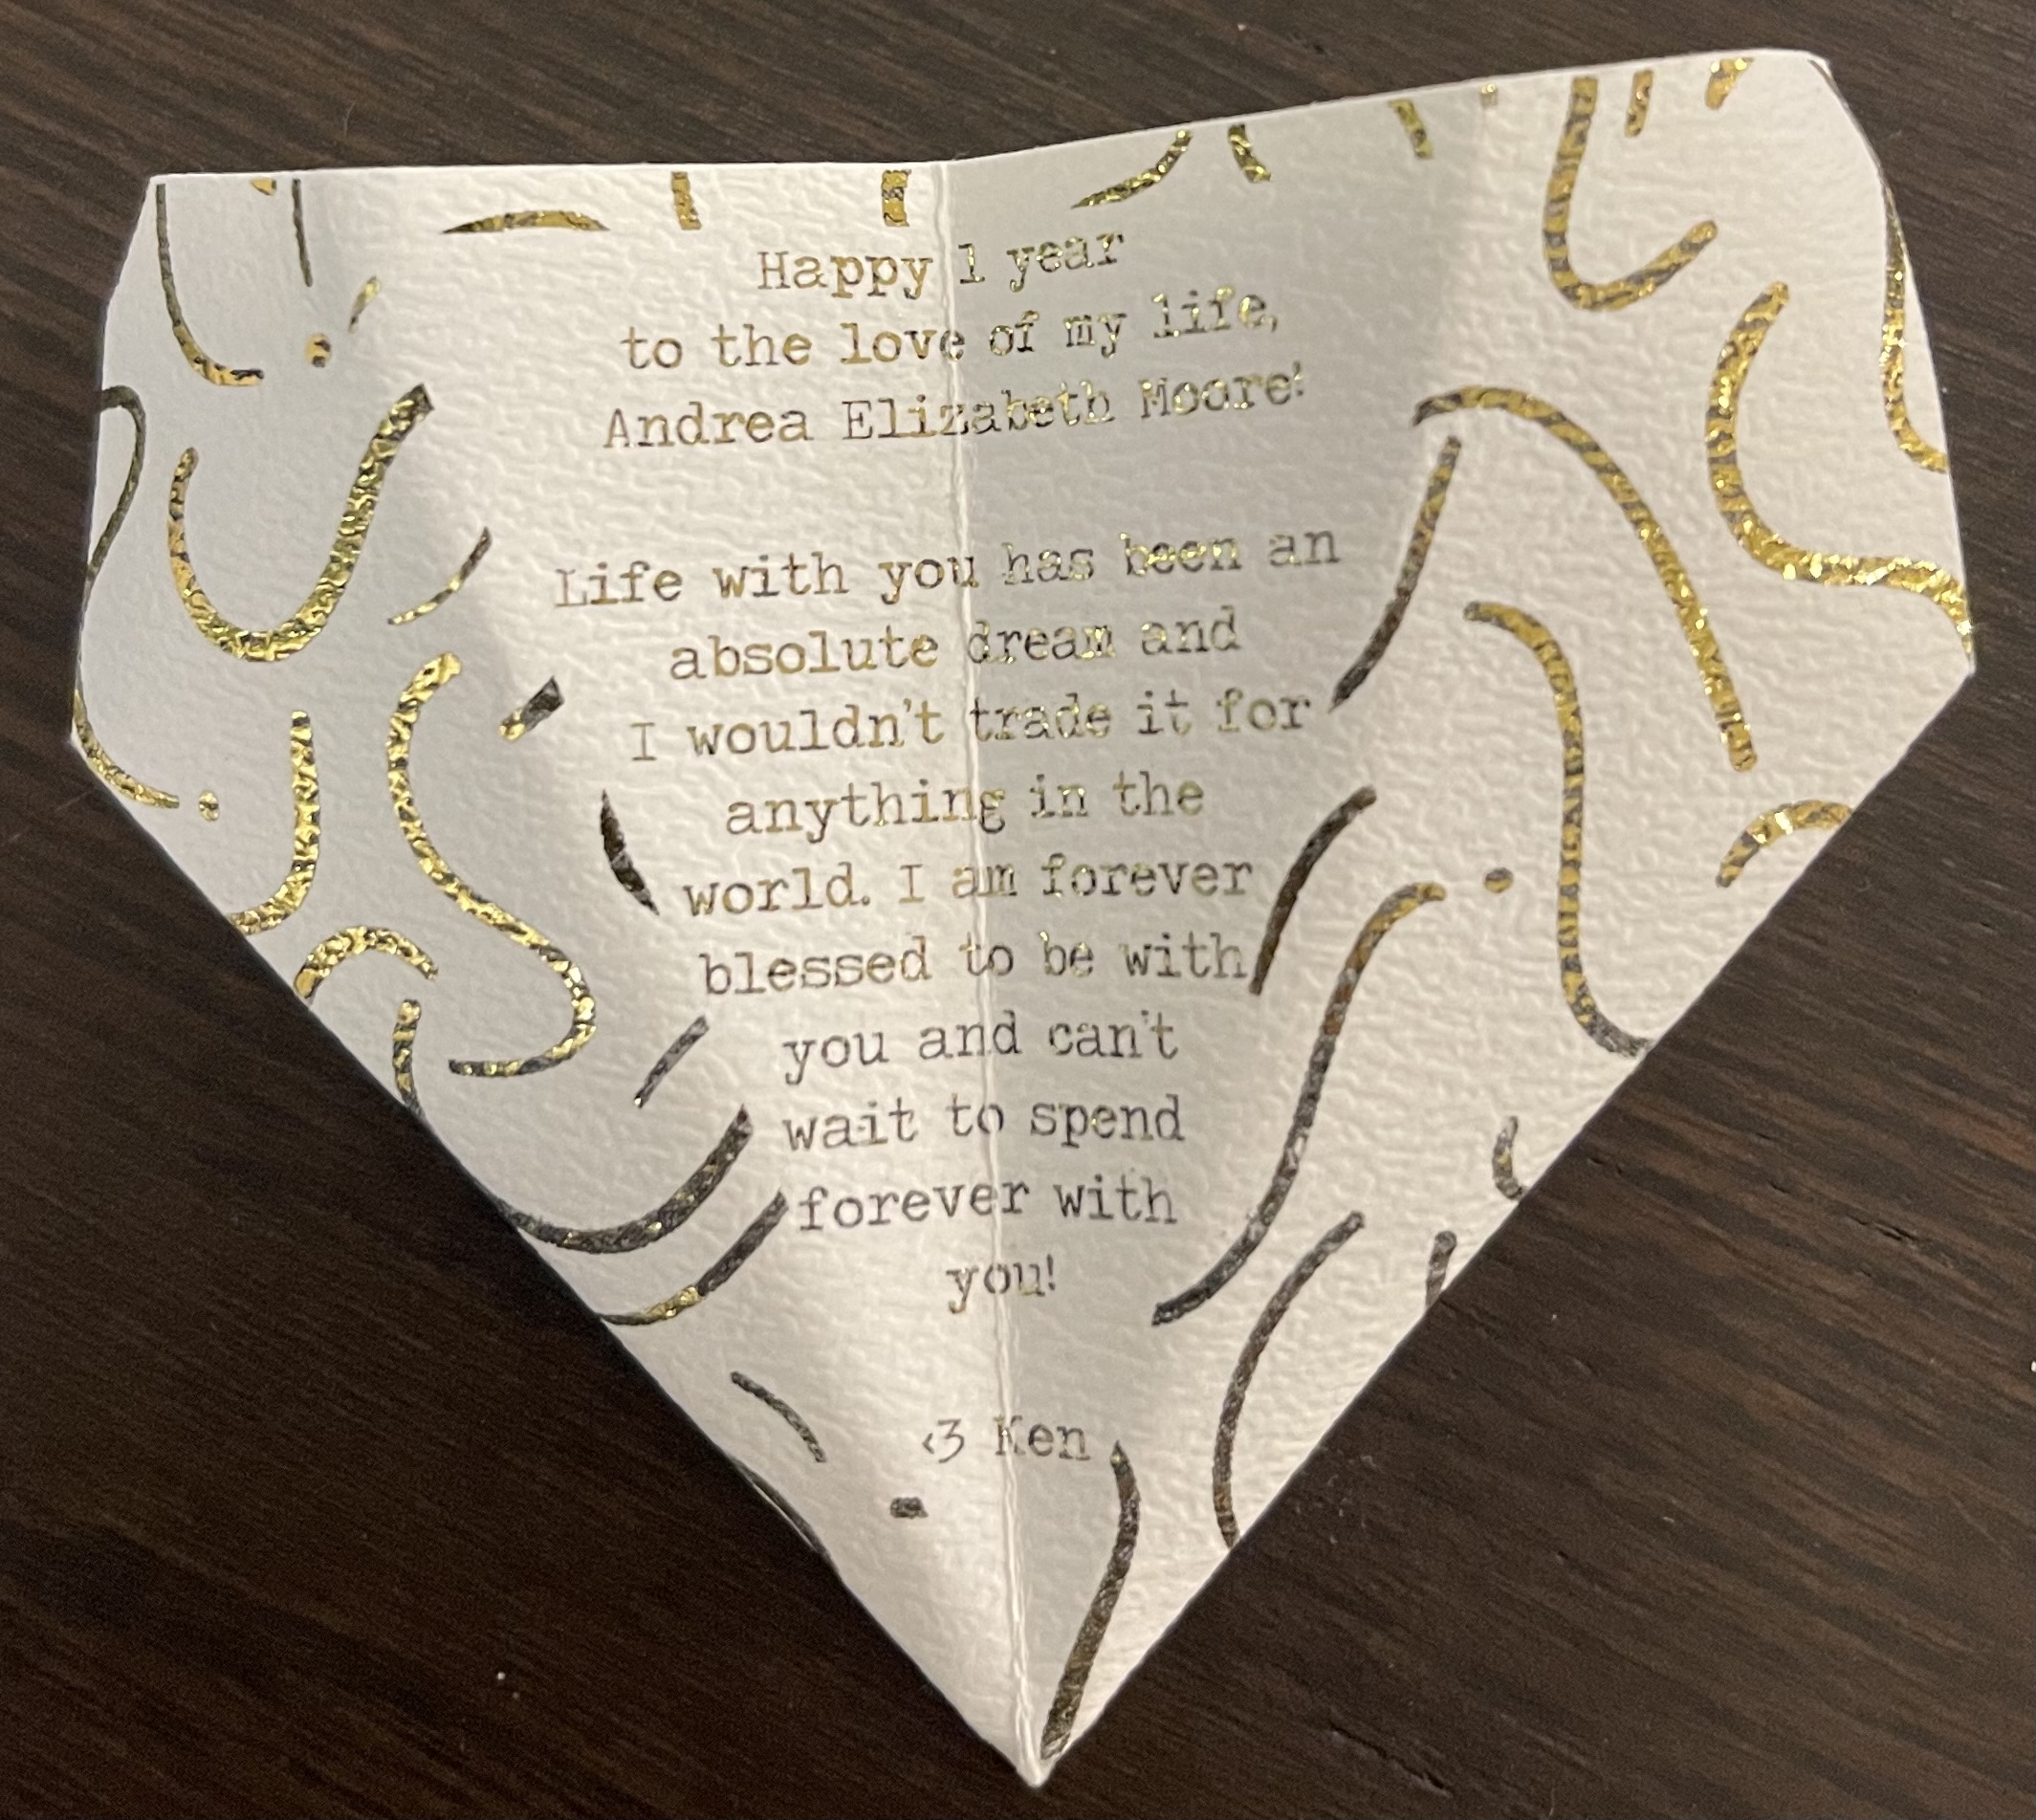 Happy 1 year
to the love of my life,
Andrea Elizabeth Moore!
Life with you has been an
absolute dream and
I wouldn't trade it for
anything in the
world. I am forever
blessed to be with
you and can't
wait to spend
forever with
you!
<3 Ken